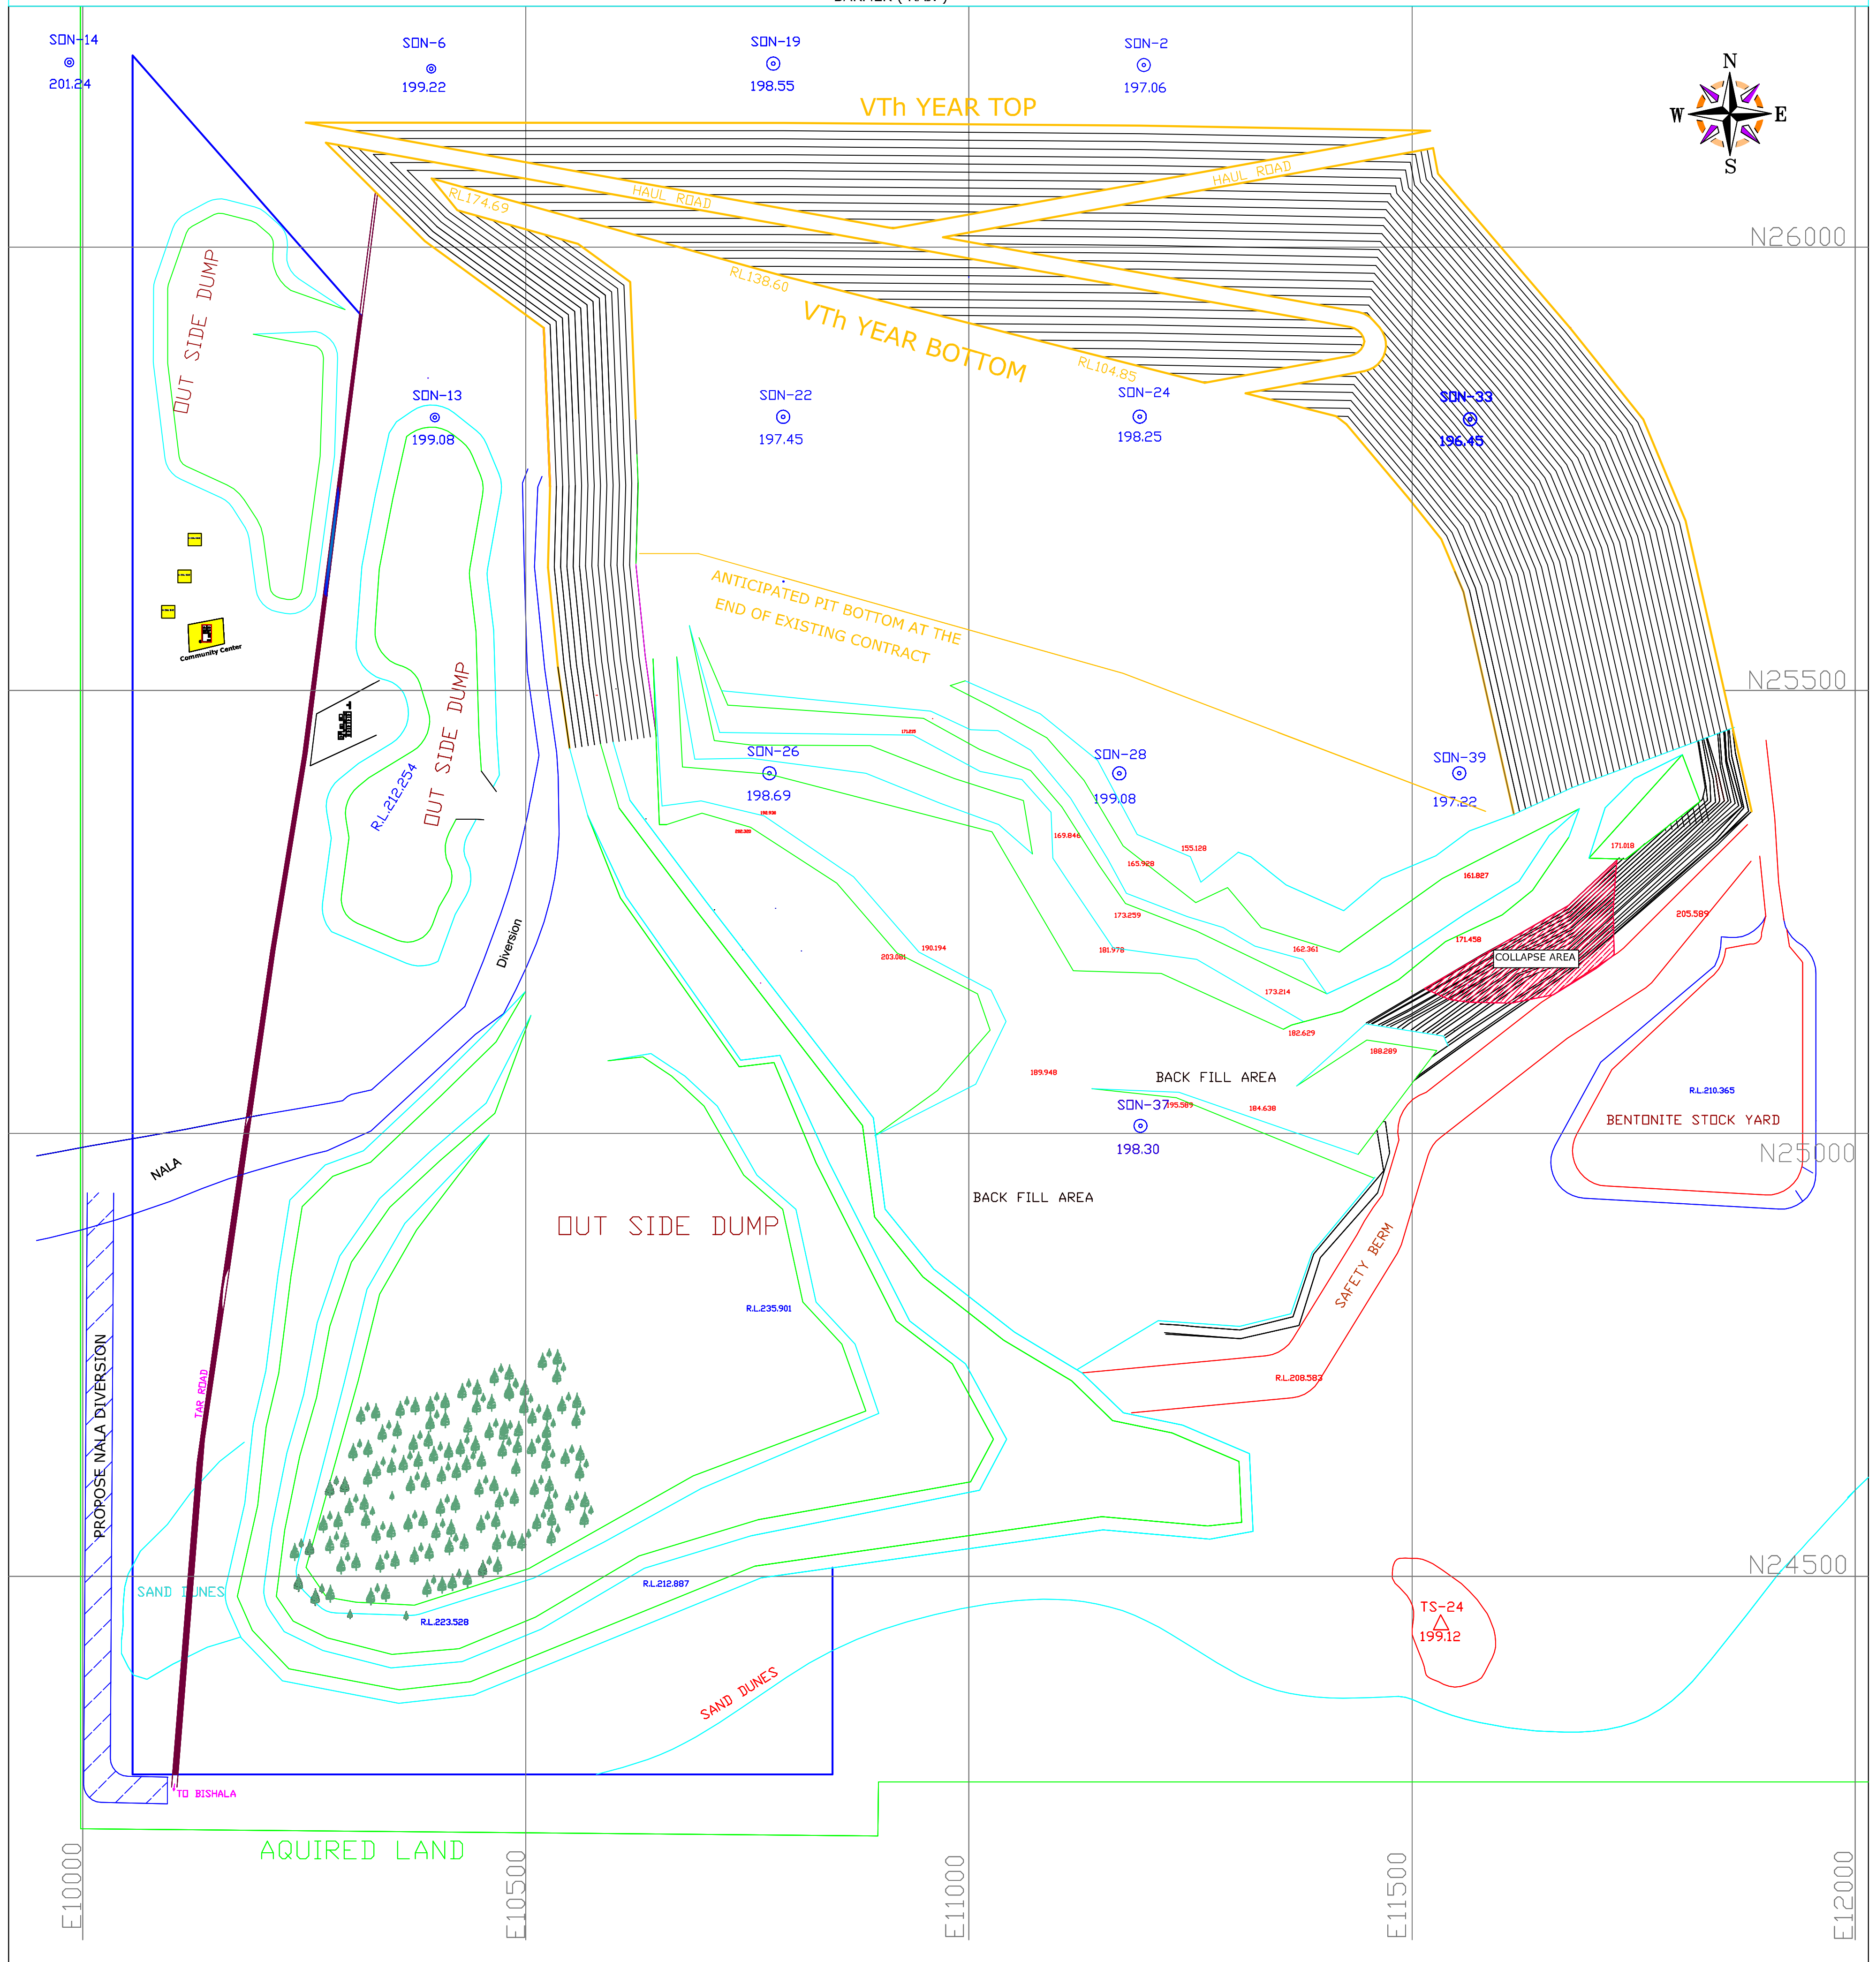 SON-14
201.24
SON-6
199.22
SON-19
198.55
SON-2
197.06
N
W
E
S
VTh YEAR TOP
HAUL ROAD
HAUL ROAD
RL174.69
N26000
OUT SIDE DUMP
RL138.60
VTh YEAR BOTTOM
RL104.85
SON-13
199.08
SON-22
197.45
SON-24
198.25
SON-33
196.45
ANTICIPATED PIT BOTTOM AT THE
END OF EXISTING CONTRACT
Community Center
N25500
OUT SIDE DUMP
R.L.212.254
SON-26
198.69
SON-28
199.08
SON-39
197.22
169.846
165.928
155.128
161.827
171.018
173.259
205.589
190.194
203.081
181.978
162.361
171.458
COLLAPSE AREA
Diversion
173.214
182.629
188.289
189.948
BACK FILL AREA
SON-37
195.589
184.638
198.30
R.L.210.365
BENTONITE STOCK YARD
N25000
NALA
BACK FILL AREA
OUT SIDE DUMP
SAFETY BERM
R.L.235.901
R.L.208.583
PROPOSE NALA DIVERSION
TAR ROAD
N24500
SAND DUNES
R.L.212.887
R.L.223.528
TS-24
199.12
SAND DUNES
TO BISHALA
AQUIRED LAND
E10000
E10500
E11000
E11500
E12000